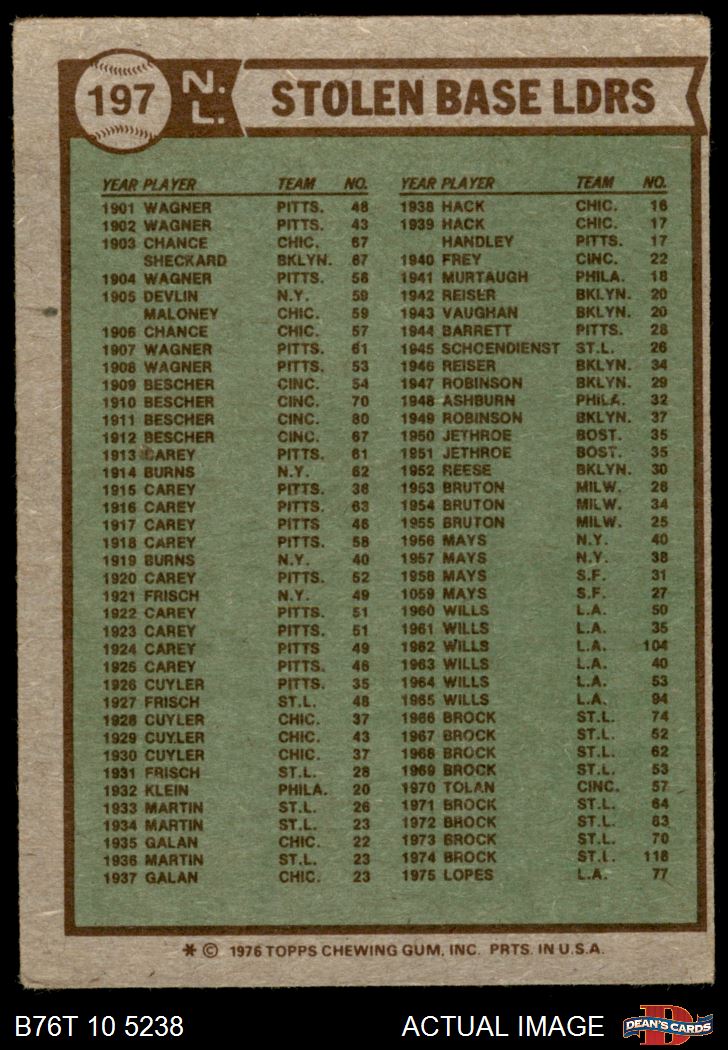 197 N. L. STOLEN BASE LDRS
YEAR PLAYER TEAM NO.
1901 WAGNER PITTS. 48
1902 WAGNER PITTS. 43
1903 CHANCE CHIC. 67
SHECKARD BKLYN. 67
1904 WAGNER PITTS. 56
1905 DEVLIN N.Y. 59
MALONEY CHIC. 59
1906 CHANCE CHIC. 57
1907 WAGNER PITTS. 61
1908 WAGNER PITTS. 53
1909 BESCHER CINC. 54
1910 BESCHER CINC. 70
1911 BESCHER CINC. 80
1912 BESCHER CINC. 67
1913 CAREY PITTS. 61
1914 BURNS N.Y. 62
1915 CAREY PITTS. 36
1916 CAREY PITTS. 63
1917 CAREY PITTS. 46
1918 CAREY PITTS. 58
1919 BURNS N.Y. 40
1920 CAREY PITTS. 52
1921 FRISCH N.Y. 49
1922 CAREY PITTS. 51
1923 CAREY PITTS. 51
1924 CAREY PITTS 49
1925 CAREY PITTS. 46
1926 CUYLER PITTS. 35
1927 FRISCH ST.L. 48
1928 CUYLER CHIC. 37
1929 CUYLER CHIC. 43
1930 CUYLER CHIC. 37
1931 FRISCH ST.L. 28
1932 KLEIN PHILA. 20
1933 MARTIN ST.L. 26
1934 MARTIN ST.L. 23
1935 GALAN CHIC. 22
1936 MARTIN ST.L. 23
1937 GALAN CHIC. 23
YEAR PLAYER TEAM NO.
1938 HACK CHIC. 16
1939 HACK CHIC. 17
HANDLEY PITTS. 17
1940 FREY CINC. 22
1941 MURTAUGH PHILA. 18
1942 REISER BKLYN. 20
1943 VAUGHAN BKLYN. 20
1944 BARRETT PITTS. 28
1945 SCHOENDIENST ST.L. 26
1946 REISER BKLYN. 34
1947 ROBINSON BKLYN. 29
1948 ASHBURN PHILA. 32
1949 ROBINSON BKLYN. 37
1950 JETHROE BOST. 35
1951 JETHROE BOST. 35
1952 REESE BKLYN. 30
1953 BRUTON MILW. 26
1954 BRUTON MILW. 34
1955 BRUTON MILW. 25
1956 MAYS N.Y. 40
1957 MAYS N.Y. 38
1958 MAYS S.F. 31
1059 MAYS S.F. 27
1960 WILLS L.A. 50
1961 WILLS L.A. 35
1962 WILLS L.A. 104
1963 WILLS L.A. 40
1964 WILLS L.A. 53
1965 WILLS L.A. 94
1966 BROCK ST.L. 74
1967 BROCK ST.L. 52
1968 BROCK ST.L. 62
1969 BROCK ST.L. 53
1970 TOLAN CINC. 57
1971 BROCK ST.L. 64
1972 BROCK ST.L. 63
1973 BROCK ST.L. 70
1974 BROCK ST.L. 118
1975 LOPES L.A. 77
* © 1976 TOPPS CHEWING GUM, INC. PRTS. IN U.S.A.
B76T 10 5238 ACTUAL IMAGE D DEAN'S CARDS